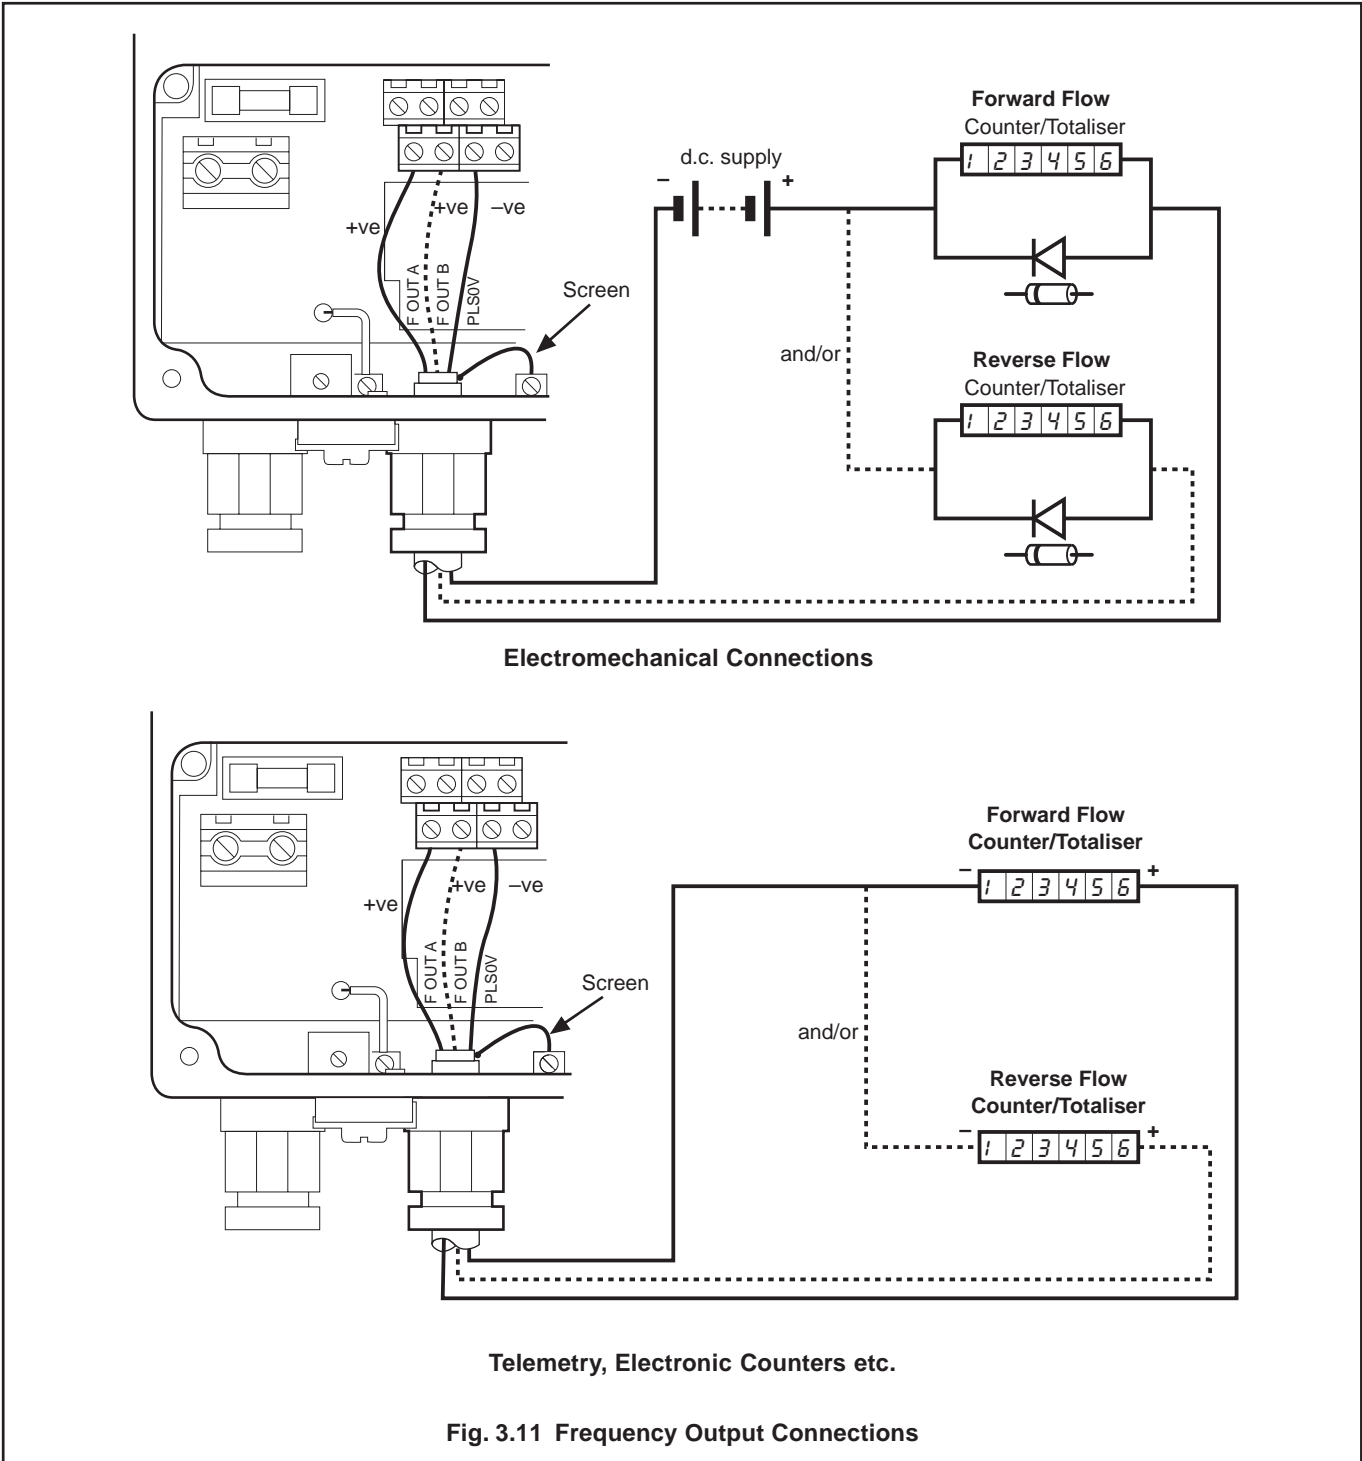 Forward Flow
Counter/Totaliser
1 2 3 4 5 6
d.c. supply
– +
+ve +ve –ve
F OUT A
F OUT B
PLS0V
Screen
and/or
Reverse Flow
Counter/Totaliser
1 2 3 4 5 6
Electromechanical Connections
Forward Flow
Counter/Totaliser
– 1 2 3 4 5 6 +
+ve +ve –ve
F OUT A
F OUT B
PLS0V
Screen
and/or
Reverse Flow
Counter/Totaliser
– 1 2 3 4 5 6 +
Telemetry, Electronic Counters etc.
Fig. 3.11 Frequency Output Connections